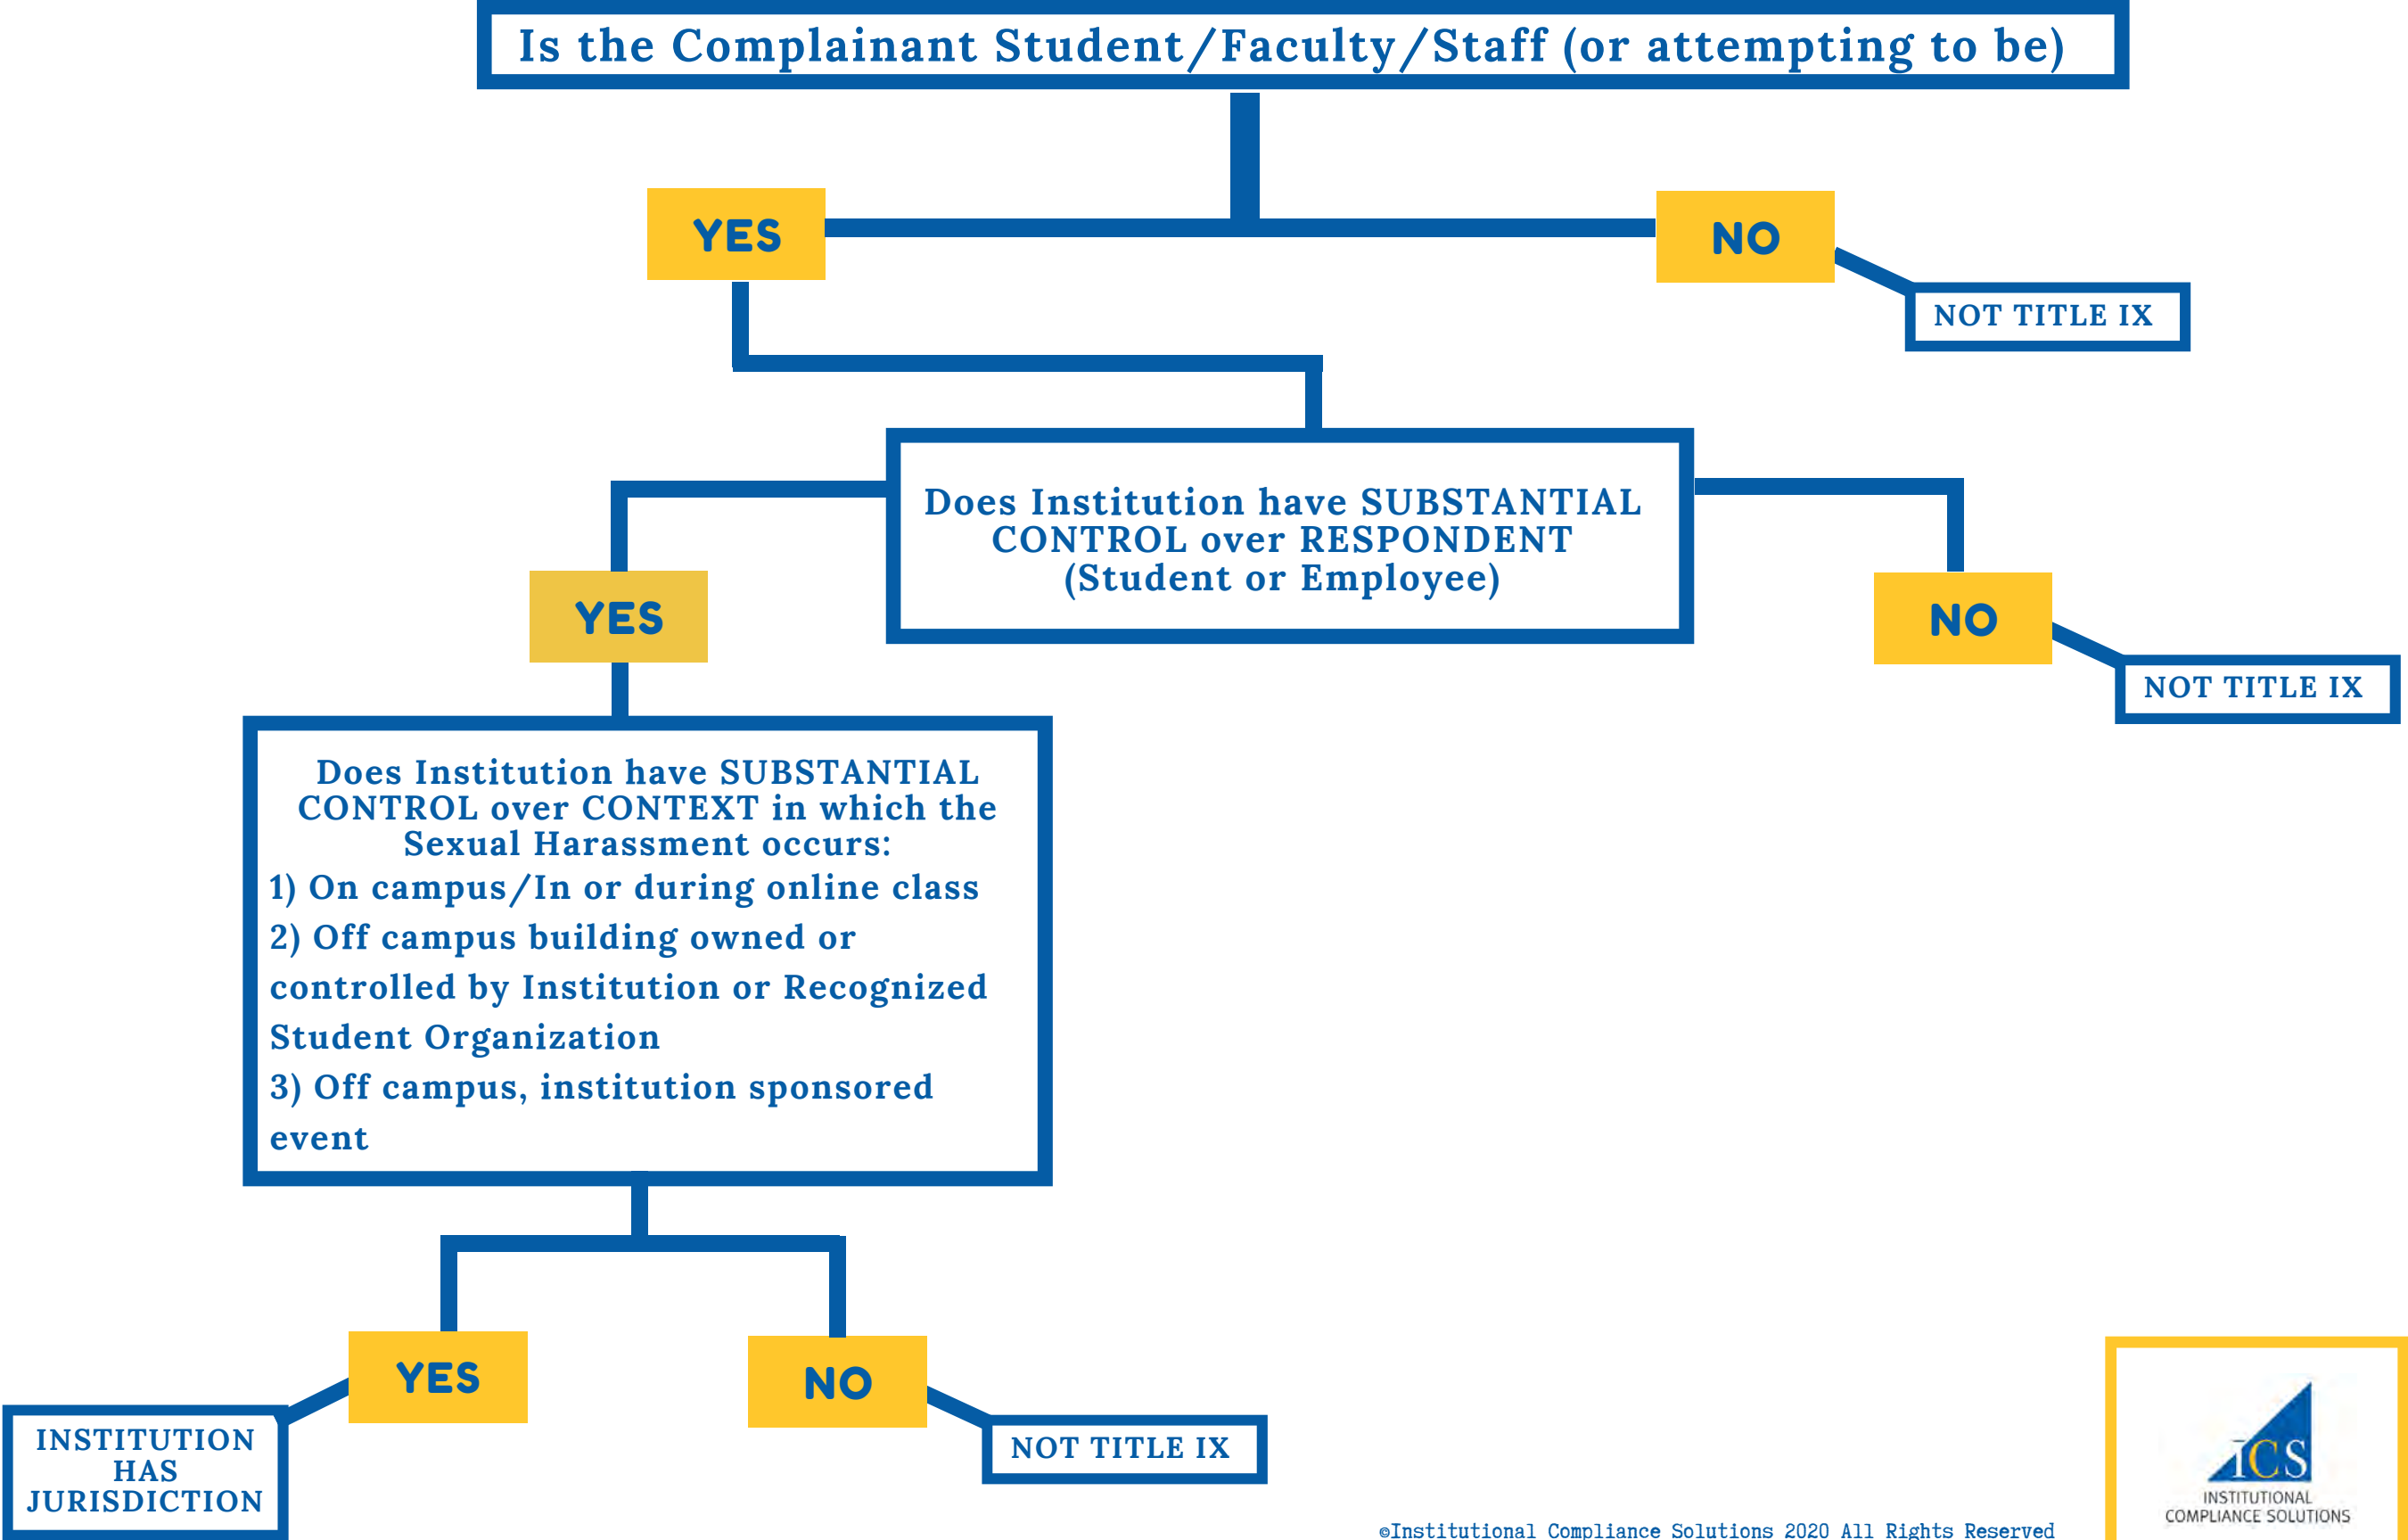 Is the Complainant Student/Faculty/Staff (or attempting to be)
YES
NO
NOT TITLE IX
Does Institution have SUBSTANTIAL
CONTROL over RESPONDENT
(Student or Employee)
YES
NO
NOT TITLE IX
Does Institution have SUBSTANTIAL
CONTROL over CONTEXT in which the
Sexual Harassment occurs:
1) On campus/In or during online class
2) Off campus building owned or
controlled by Institution or Recognized
Student Organization
3) Off campus, institution sponsored
event
YES
NO
INSTITUTION
HAS
JURISDICTION
NOT TITLE IX
ICS
INSTITUTIONAL
COMPLIANCE SOLUTIONS
©Institutional Compliance Solutions 2020 All Rights Reserved